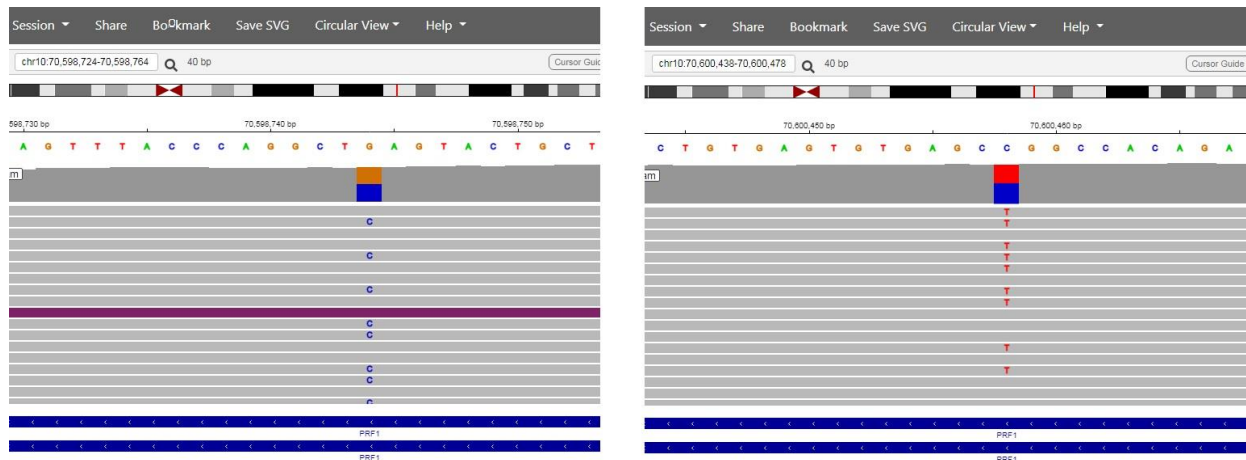 Session Share Bookmark Save SVG Circular View Help
chr10:70,598,724-70,598,764 40 bp Cursor Guid
598,730 bp 70,598,740 bp 70,598,750 bp
A G T T T A C C C A G G C T G A G T A C T G C T
am
C
C
C
C
C
C
C
C
PRF1
PRF1
Session Share Bookmark Save SVG Circular View Help
chr10:70,600,438-70,600,478 40 bp Cursor Guide
70,600,450 bp 70,600,460 bp
C T G T G A G T G T G A G C C G G C C A C A G A
am
T
T
T
T
T
T
T
T
T
PRF1
PRF1